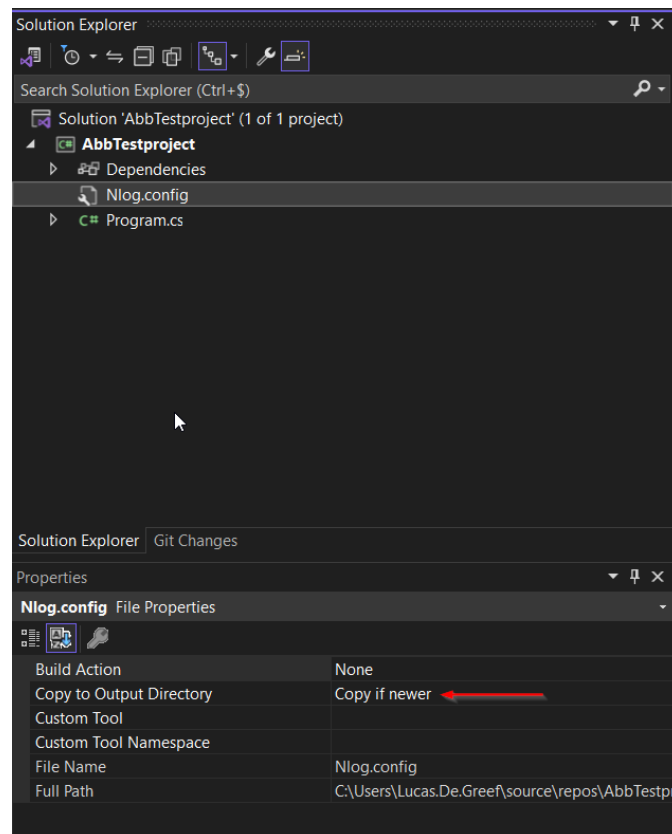 Solution Explorer
Search Solution Explorer (Ctrl+$)
Solution 'AbbTestproject' (1 of 1 project)
C# AbbTestproject
Dependencies
Nlog.config
C# Program.cs
Solution Explorer Git Changes
Properties
Nlog.config File Properties
Build Action None
Copy to Output Directory Copy if newer
Custom Tool
Custom Tool Namespace
File Name Nlog.config
Full Path C:\Users\Lucas.De.Greef\source\repos\AbbTestpr